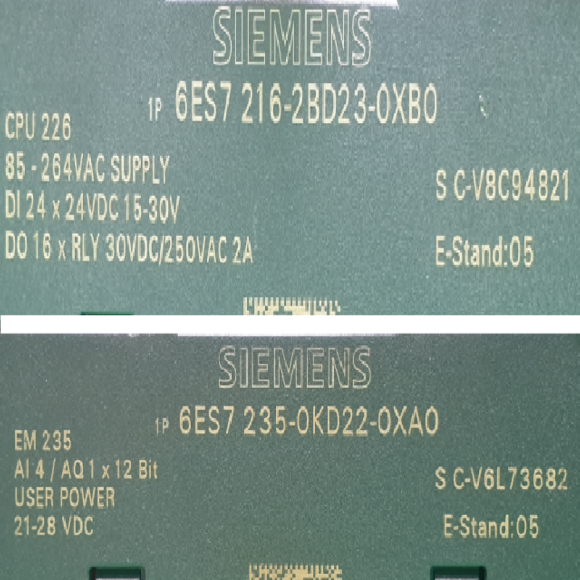 SIEMENS
1P 6ES7 216-2BD23-0XB0
CPU 226
85 - 264VAC SUPPLY
DI 24 x 24VDC 15-30V
DO 16 x RLY 30VDC/250VAC 2A
S C-V8C94821
E-Stand:05
SIEMENS
1P 6ES7 235-0KD22-0XA0
EM 235
AI 4 / AQ 1 x 12 Bit
USER POWER
21-28 VDC
S C-V6L73682
E-Stand:05